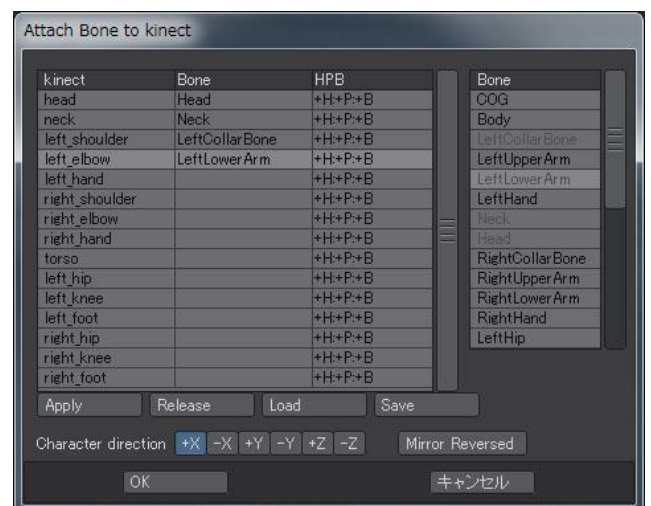 Attach Bone to kinect
kinect Bone HPB
head Head +H:+P:+B
neck Neck +H:+P:+B
left_shoulder LeftCollarBone +H:+P:+B
left_elbow LeftLowerArm +H:+P:+B
left_hand +H:+P:+B
right_shoulder +H:+P:+B
right_elbow +H:+P:+B
right_hand +H:+P:+B
torso +H:+P:+B
left_hip +H:+P:+B
left_knee +H:+P:+B
left_foot +H:+P:+B
right_hip +H:+P:+B
right_knee +H:+P:+B
right_foot +H:+P:+B
Bone
COG
Body
LeftCollarBone
LeftUpperArm
LeftLowerArm
LeftHand
Neck
Head
RightCollarBone
RightUpperArm
RightLowerArm
RightHand
LeftHip
Apply Release Load Save
Character direction +X -X +Y -Y +Z -Z Mirror Reversed
OK キャンセル